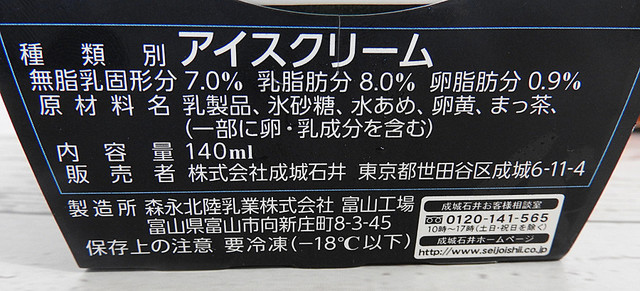 種類別 アイスクリーム
無脂乳固形分 7.0% 乳脂肪分 8.0% 卵脂肪分 0.9%
原材料名 乳製品、氷砂糖、水あめ、卵黄、まっ茶、
(一部に卵・乳成分を含む)
内容量 140ml
販売者 株式会社成城石井 東京都世田谷区成城6-11-4
製造所 森永北陸乳業株式会社 富山工場
富山県富山市向新庄町8-3-45
保存上の注意 要冷凍(−18℃以下)
成城石井お客様相談室
0120-141-565
10時〜17時(土・日・祝日を除く)
成城石井ホームページ
http://www.seijoishii.co.jp